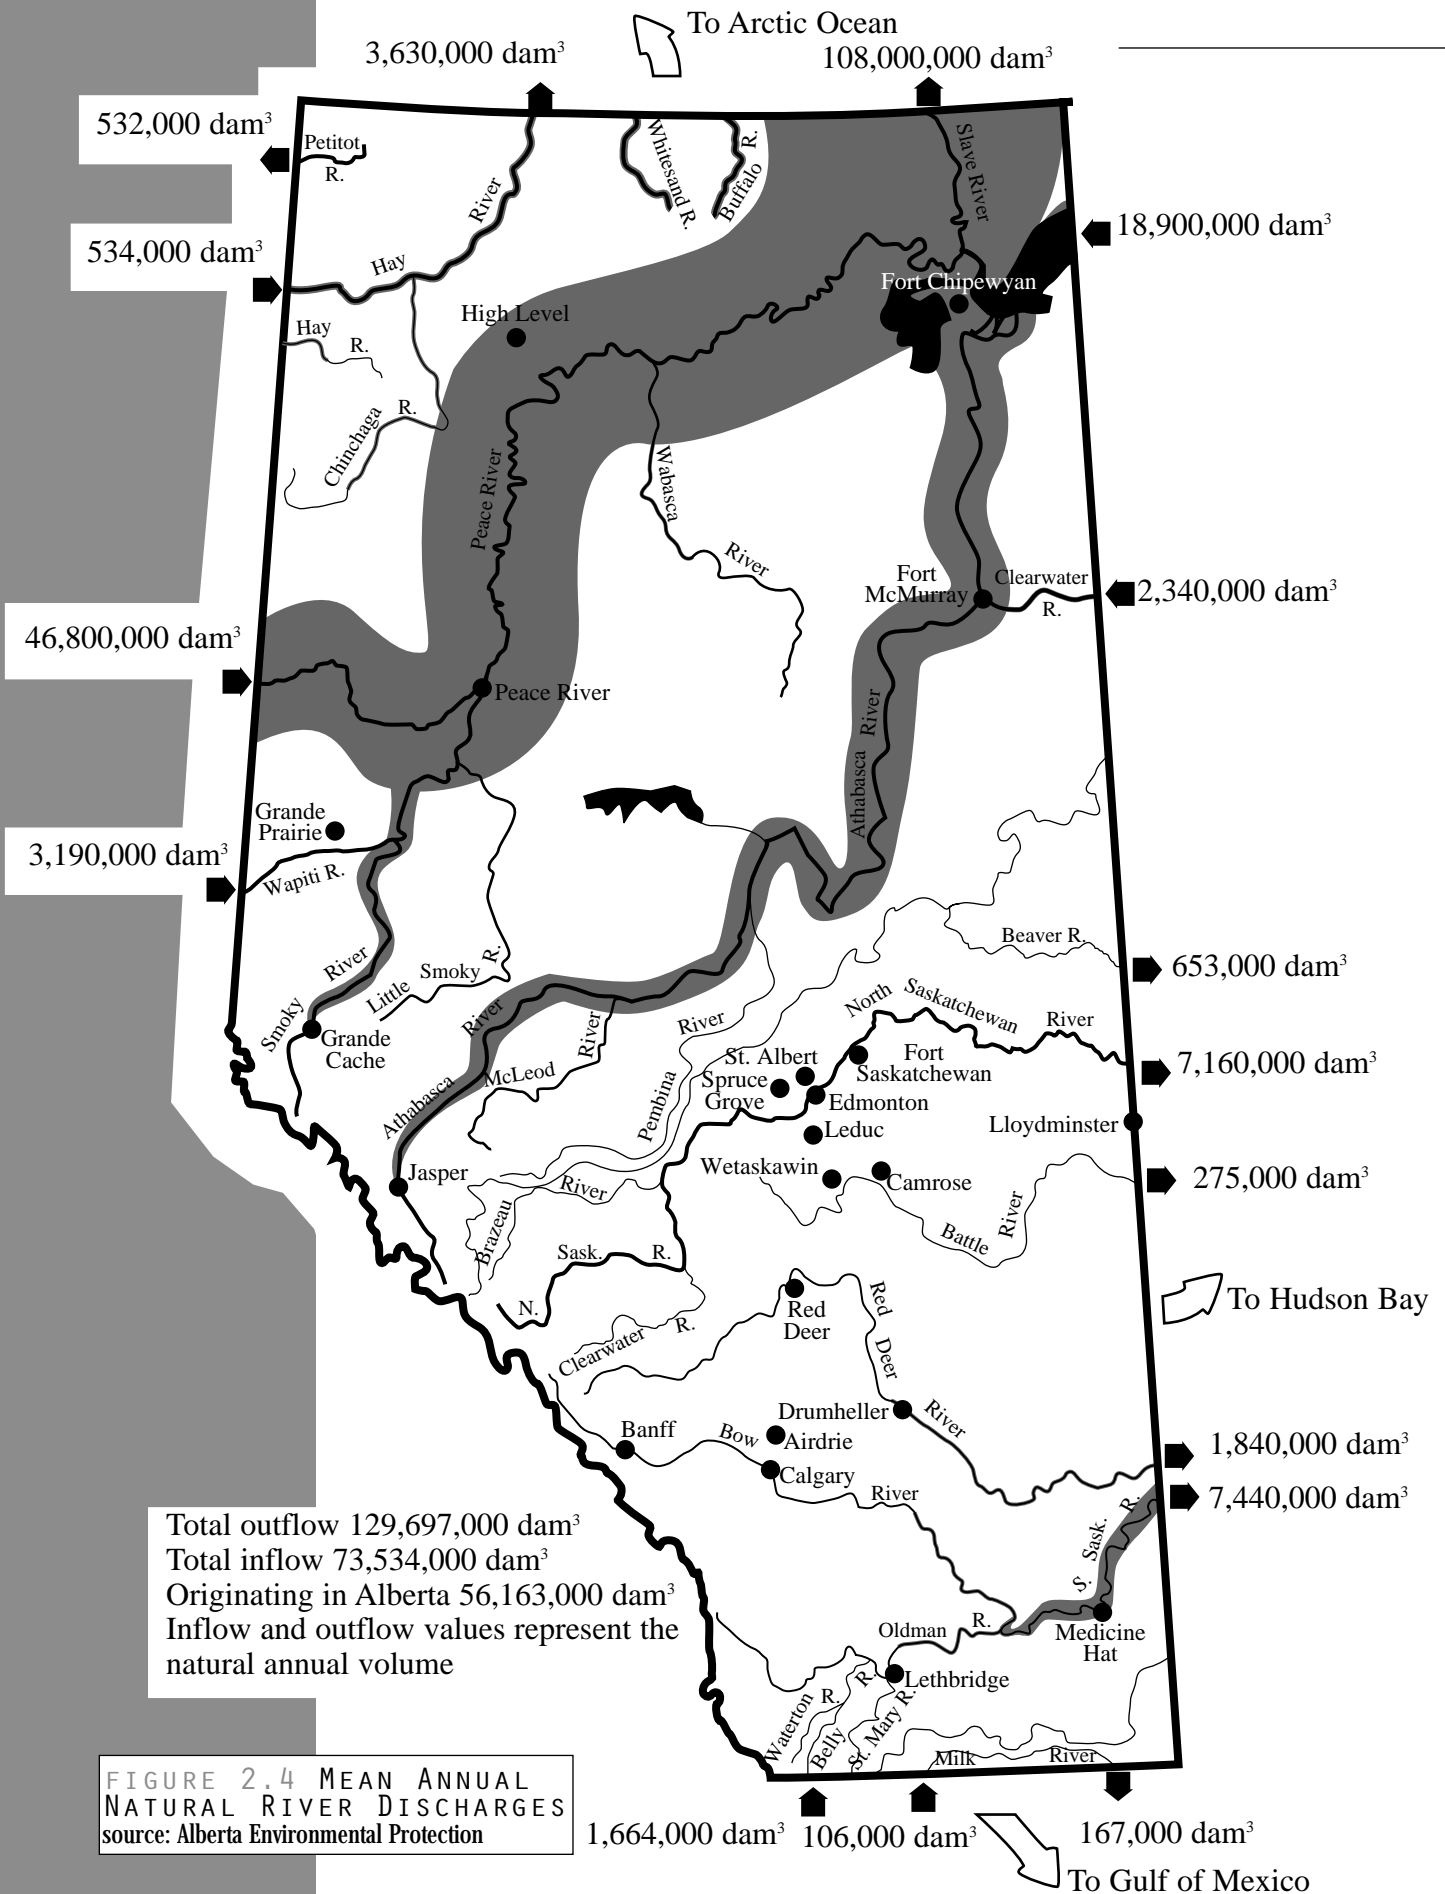 To Arctic Ocean
3,630,000 dam³
108,000,000 dam³
532,000 dam³
Petitot
R.
Whitesand R.
Buffalo
R.
Slave River
River
534,000 dam³
Hay
18,900,000 dam³
Fort Chipewyan
High Level
Hay
R.
Chinchaga
R.
Peace River
Wabasca
River
Fort
McMurray
Clearwater
R.
2,340,000 dam³
46,800,000 dam³
Peace River
Athabasca
River
Grande
Prairie
3,190,000 dam³
Wapiti R.
Smoky
River
Little
Smoky
R.
Grande
Cache
Beaver R.
653,000 dam³
North
Saskatchewan
River
Athabasca
River
McLeod
River
Pembina
River
St. Albert
Spruce
Grove
Fort
Saskatchewan
Edmonton
7,160,000 dam³
Leduc
Lloydminster
Jasper
Wetaskawin
Camrose
275,000 dam³
Brazeau
River
Battle
River
N.
Sask.
R.
To Hudson Bay
Red
Deer
Red
Deer
River
Clearwater
R.
Drumheller
Banff
Bow
Airdrie
Calgary
River
1,840,000 dam³
7,440,000 dam³
S.
Sask.
R.
Total outflow 129,697,000 dam³
Total inflow 73,534,000 dam³
Originating in Alberta 56,163,000 dam³
Inflow and outflow values represent the
natural annual volume
Oldman
R.
Medicine
Hat
Lethbridge
Waterton
R.
Belly
R.
St. Mary R.
Milk
River
FIGURE 2.4 MEAN ANNUAL
NATURAL RIVER DISCHARGES
source: Alberta Environmental Protection
1,664,000 dam³
106,000 dam³
167,000 dam³
To Gulf of Mexico